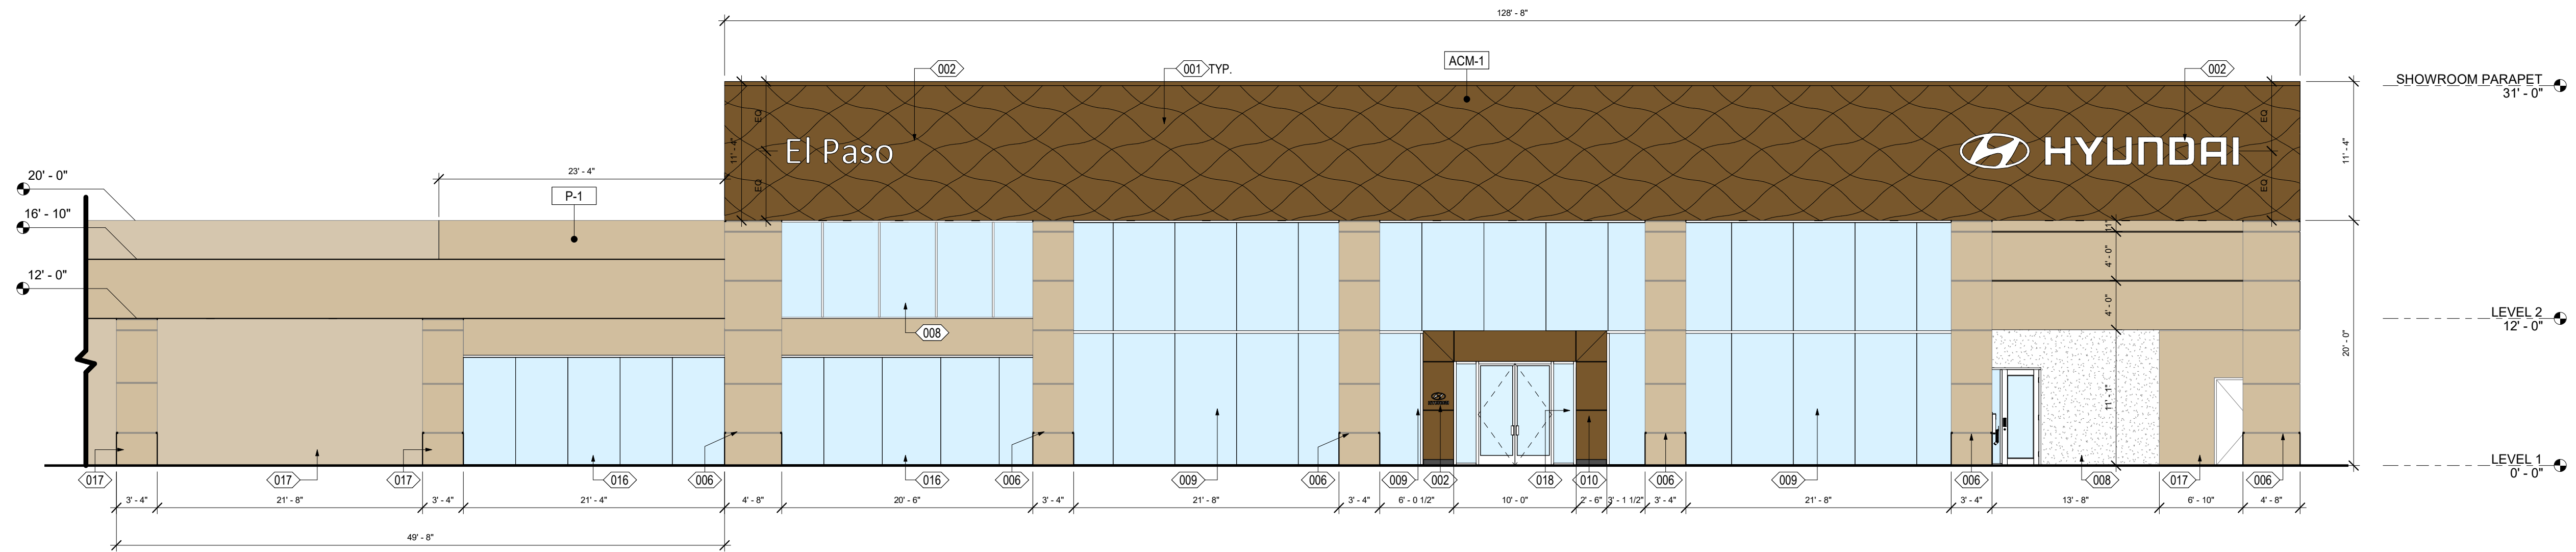 128' - 8"
002
001 TYP.
ACM-1
002
SHOWROOM PARAPET
31' - 0"
EQ
EQ
11' - 4"
El Paso
HYUNDAI
EQ
EQ
11' - 4"
23' - 4"
P-1
20' - 0"
16' - 10"
12' - 0"
11"
4' - 0"
4' - 0"
11' - 1"
20' - 0"
008
LEVEL 2
12' - 0"
HYUNDAI
LEVEL 1
0' - 0"
017
017
017
016
006
016
006
009
006
009
002
018
010
006
009
006
008
017
006
3' - 4"
21' - 8"
3' - 4"
21' - 4"
4' - 8"
20' - 6"
3' - 4"
21' - 8"
3' - 4"
6' - 0 1/2"
10' - 0"
2' - 6"
3' - 1 1/2"
3' - 4"
21' - 8"
3' - 4"
13' - 8"
6' - 10"
4' - 8"
49' - 8"